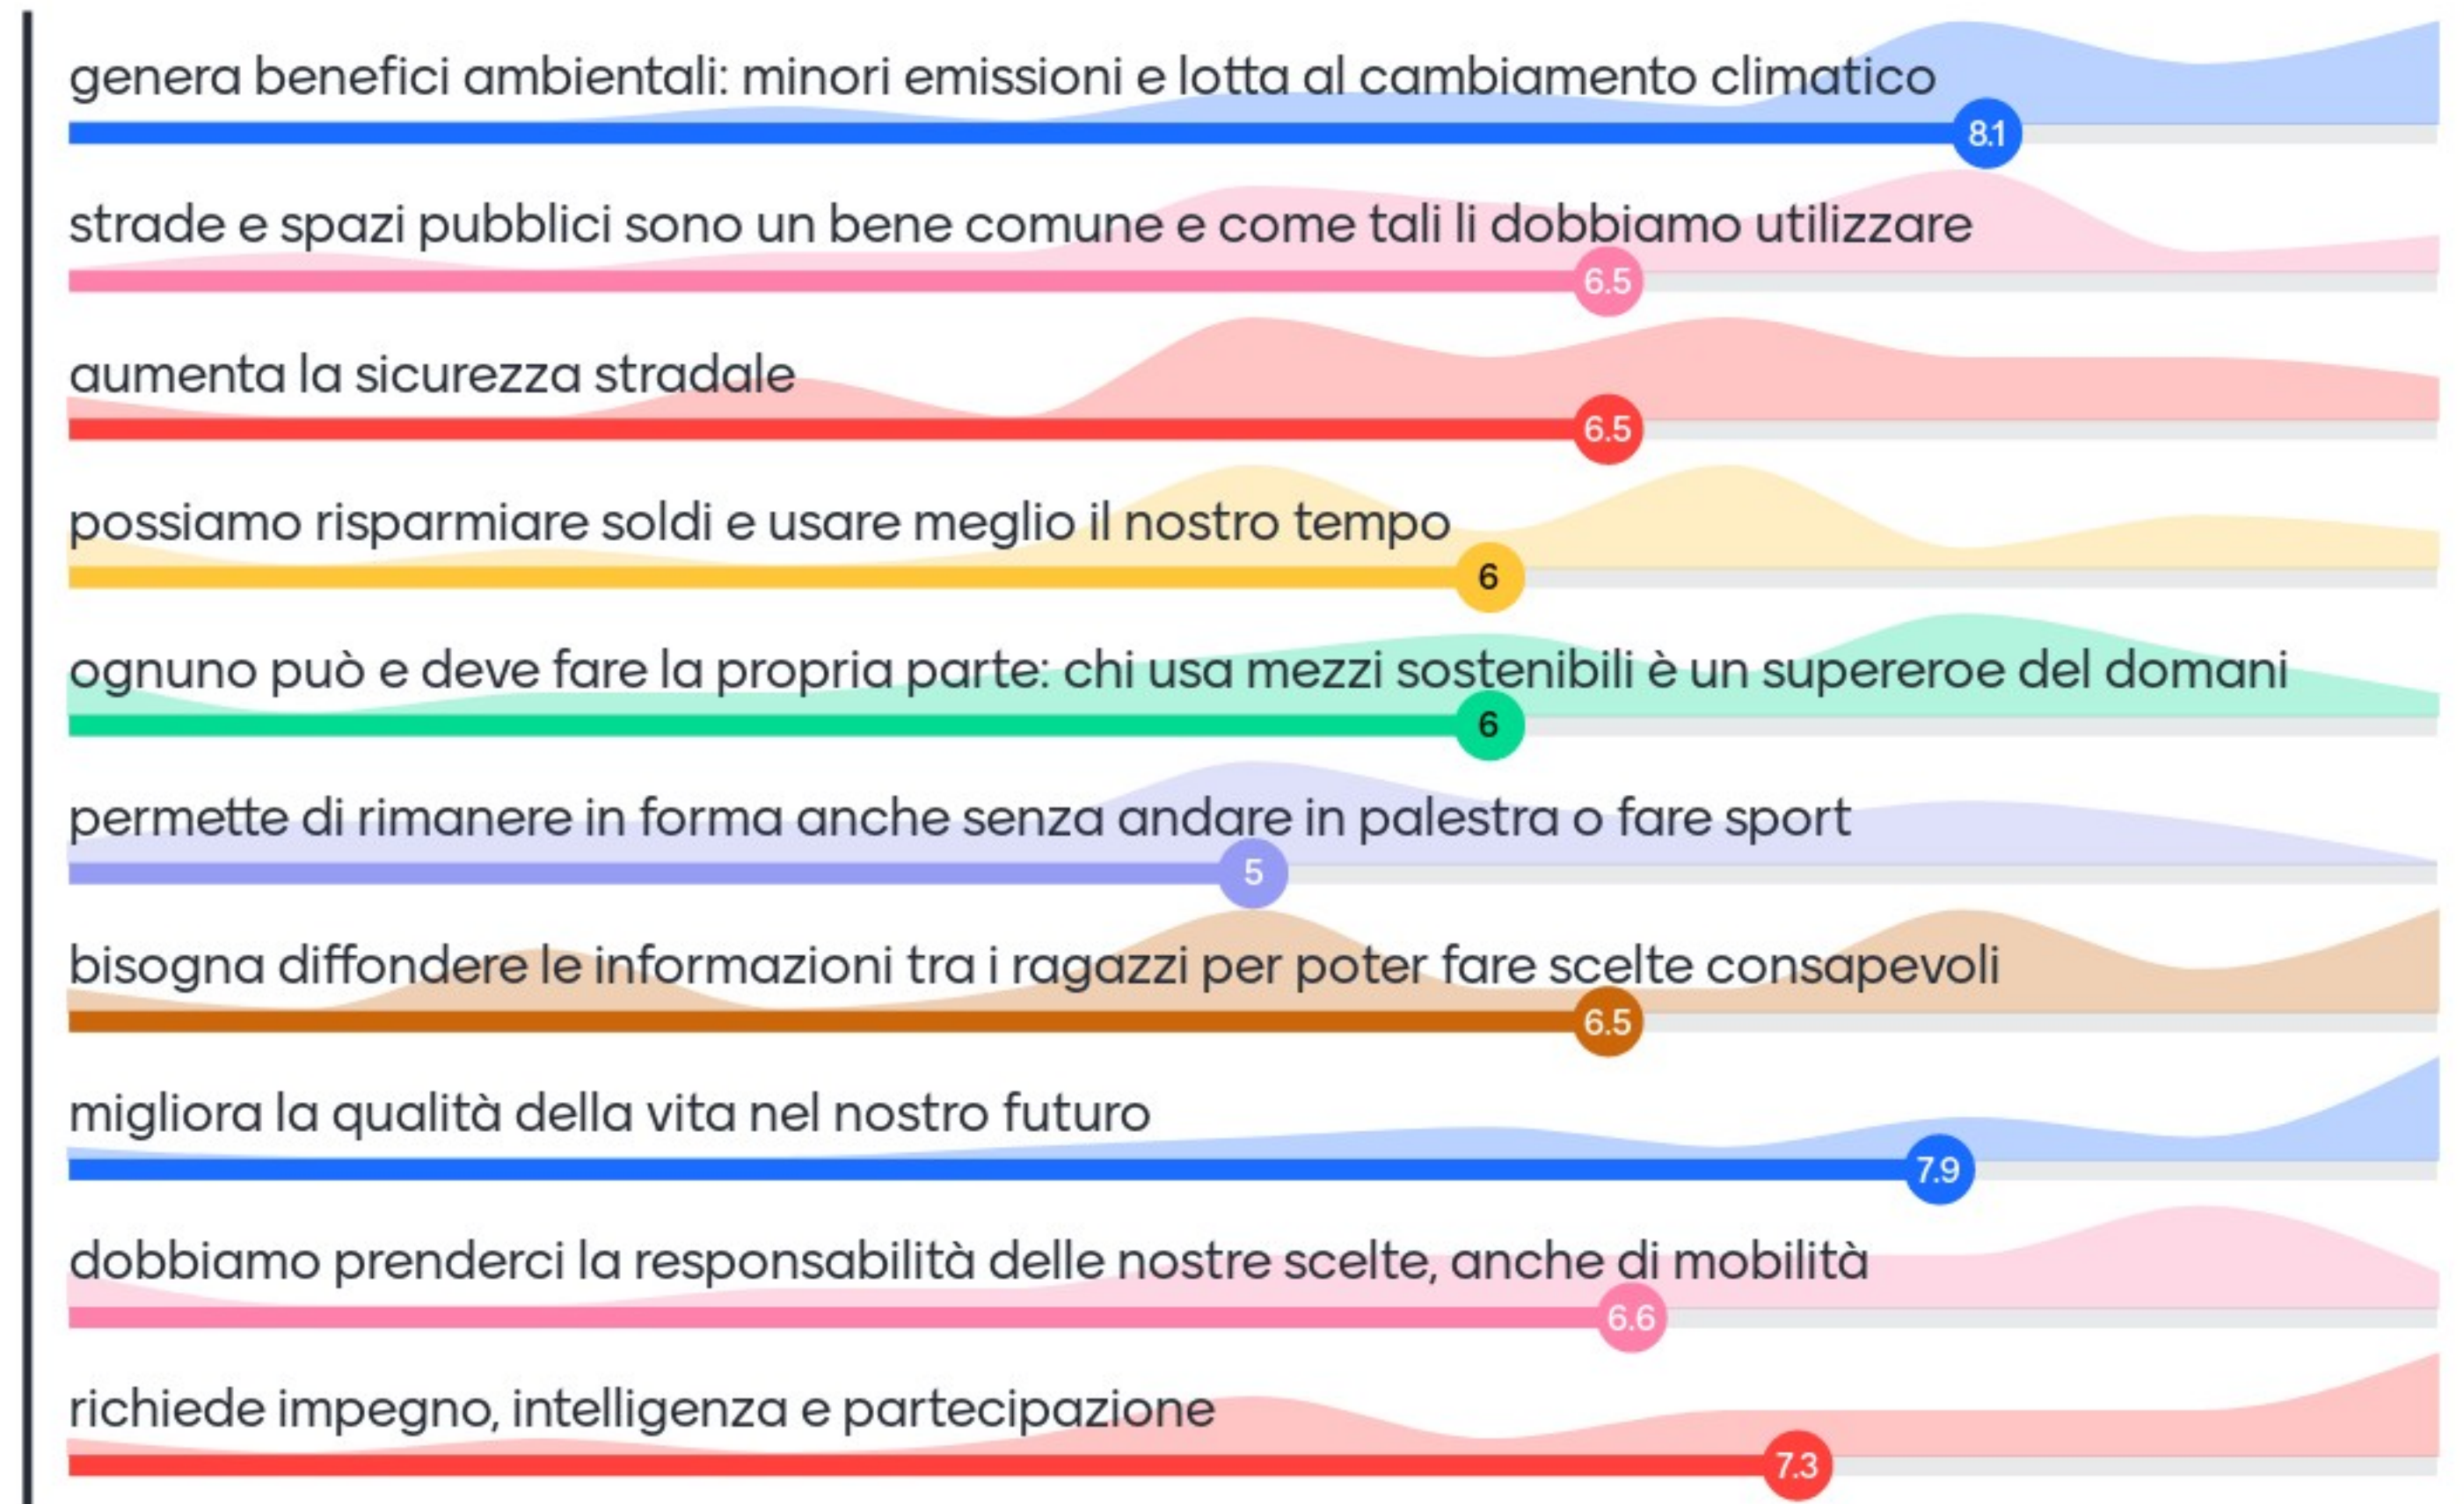 genera benefici ambientali: minori emissioni e lotta al cambiamento climatico
8.1
strade e spazi pubblici sono un bene comune e come tali li dobbiamo utilizzare
6.5
aumenta la sicurezza stradale
6.5
possiamo risparmiare soldi e usare meglio il nostro tempo
6
ognuno può e deve fare la propria parte: chi usa mezzi sostenibili è un supereroe del domani
6
permette di rimanere in forma anche senza andare in palestra o fare sport
5
bisogna diffondere le informazioni tra i ragazzi per poter fare scelte consapevoli
6.5
migliora la qualità della vita nel nostro futuro
7.9
dobbiamo prenderci la responsabilità delle nostre scelte, anche di mobilità
6.6
richiede impegno, intelligenza e partecipazione
7.3